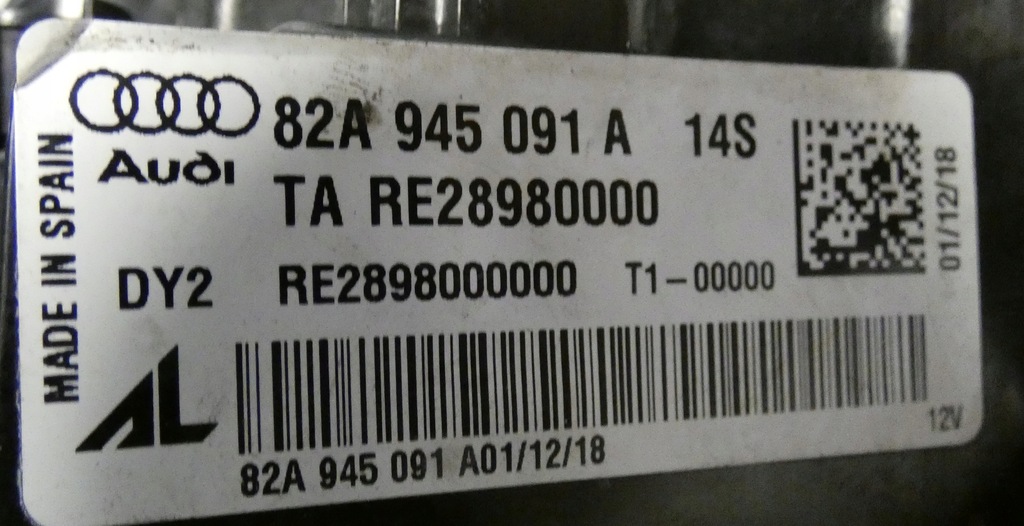 MADE IN SPAIN
Audi
82A 945 091 A 14S
TA RE28980000
DY2 RE2898000000 T1-00000
01/12/18
AL
12V
82A 945 091 A01/12/18